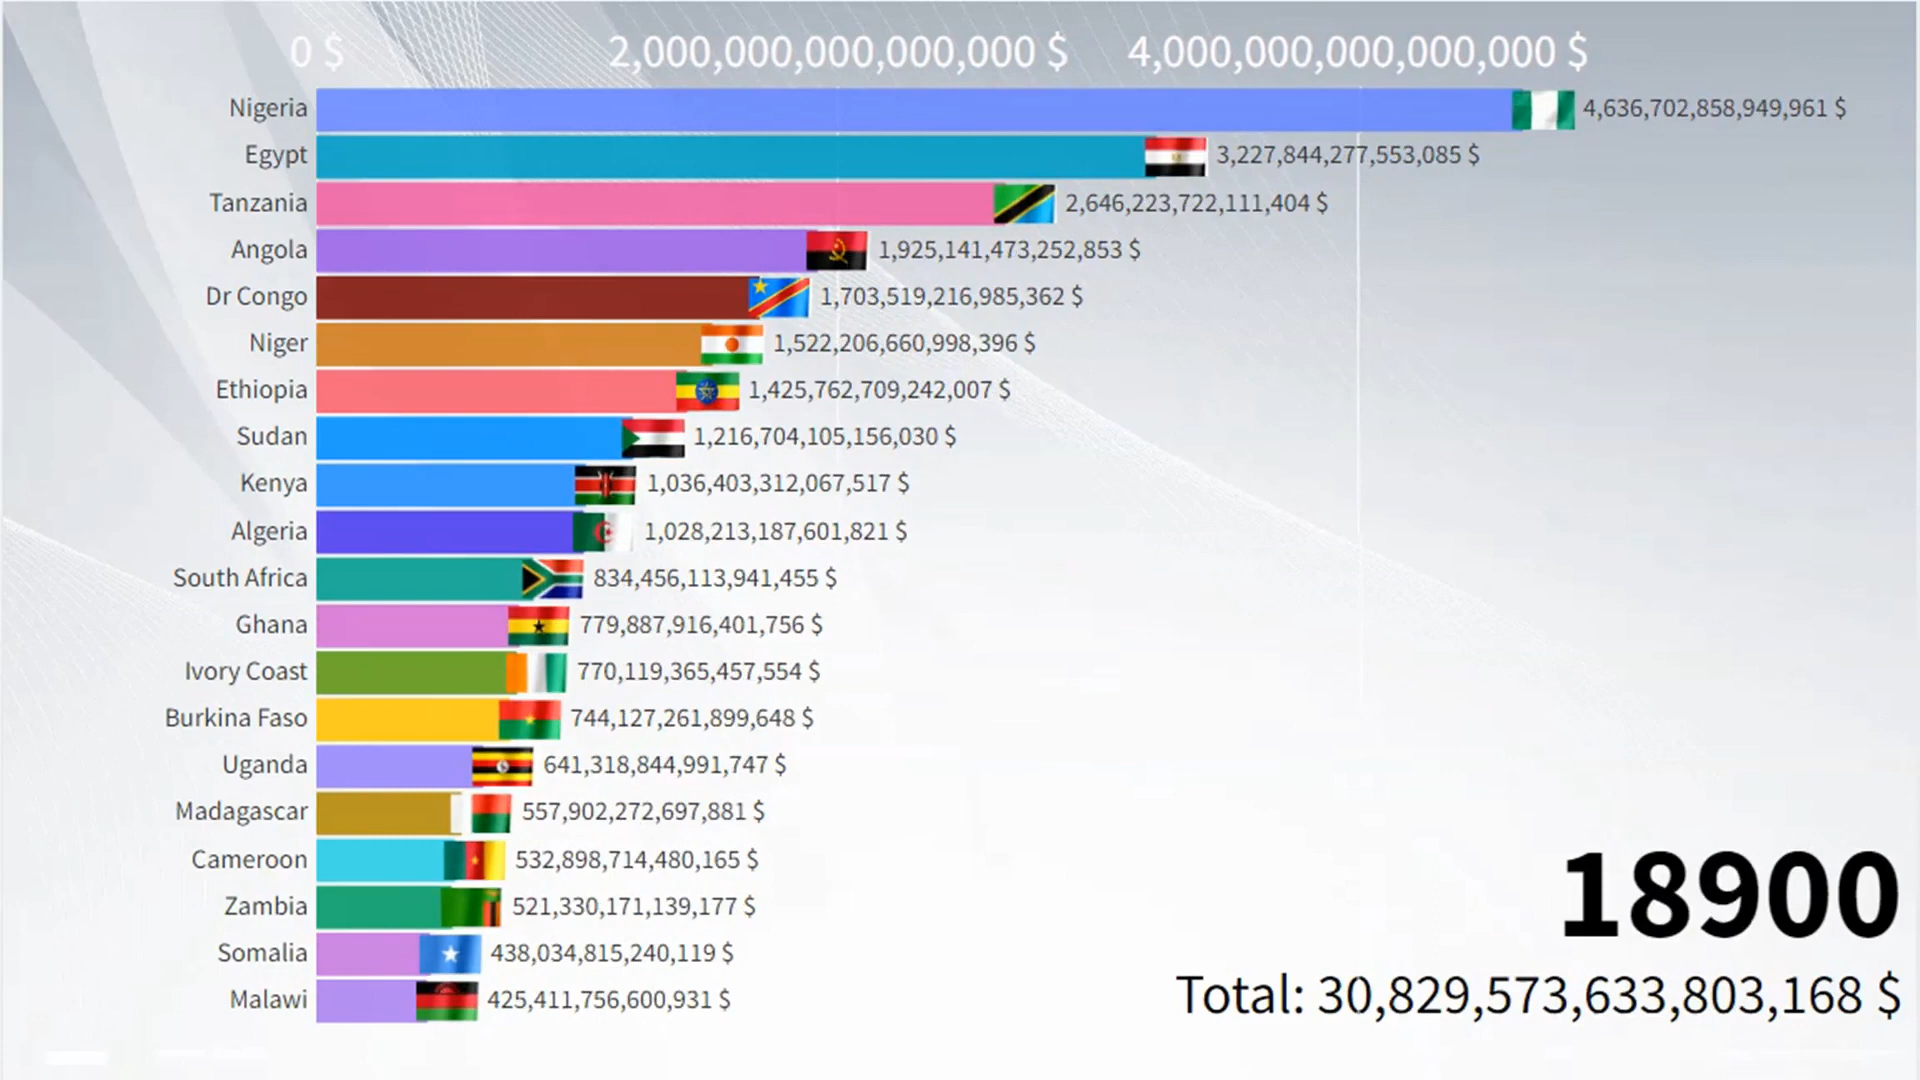 0 $ 2,000,000,000,000,000 $ 4,000,000,000,000,000 $
Nigeria 4,636,702,858,949,961 $
Egypt 3,227,844,277,553,085 $
Tanzania 2,646,223,722,111,404 $
Angola 1,925,141,473,252,853 $
Dr Congo 1,703,519,216,985,362 $
Niger 1,522,206,660,998,396 $
Ethiopia 1,425,762,709,242,007 $
Sudan 1,216,704,105,156,030 $
Kenya 1,036,403,312,067,517 $
Algeria 1,028,213,187,601,821 $
South Africa 834,456,113,941,455 $
Ghana 779,887,916,401,756 $
Ivory Coast 770,119,365,457,554 $
Burkina Faso 744,127,261,899,648 $
Uganda 641,318,844,991,747 $
Madagascar 557,902,272,697,881 $
Cameroon 532,898,714,480,165 $
Zambia 521,330,171,139,177 $
Somalia 438,034,815,240,119 $
Malawi 425,411,756,600,931 $
18900
Total: 30,829,573,633,803,168 $